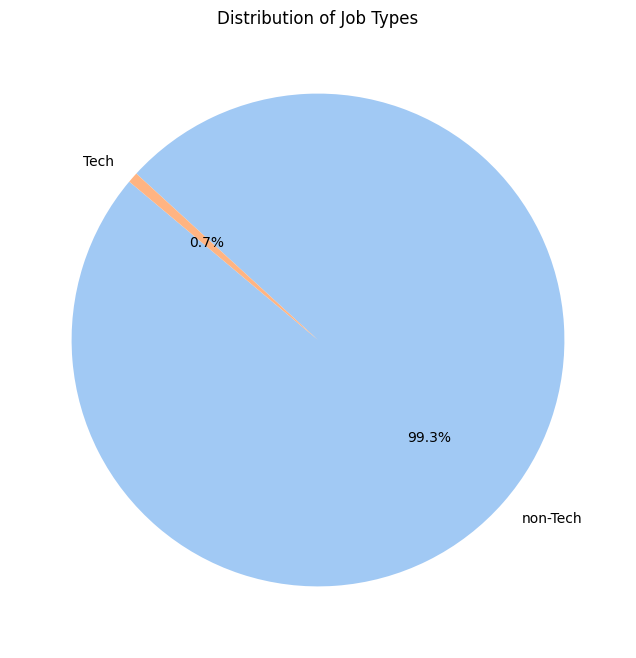 Distribution of Job Types
Tech
0.7%
99.3%
non-Tech